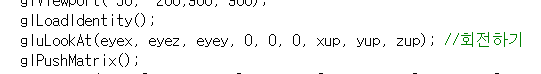 glLoadIdentity();
gluLookAt(eyex, eyez, eyey, 0, 0, 0, xup, yup, zup); //회전하기
glPushMatrix();